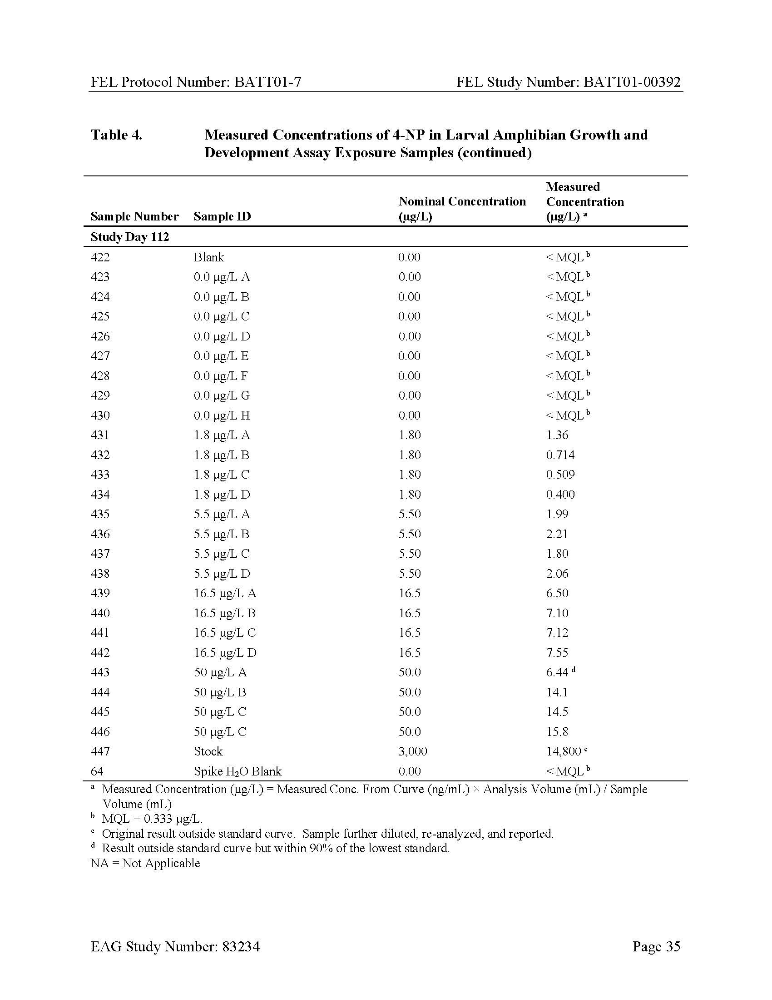 FEL Protocol Number: BATT01-7 FEL Study Number: BATT01-00392
Table 4. Measured Concentrations of 4-NP in Larval Amphibian Growth and
Development Assay Exposure Samples (continued)
Sample Number Sample ID Nominal Concentration (µg/L) Measured Concentration (µg/L) a
Study Day 112
422 Blank 0.00 < MQL b
423 0.0 µg/L A 0.00 < MQL b
424 0.0 µg/L B 0.00 < MQL b
425 0.0 µg/L C 0.00 < MQL b
426 0.0 µg/L D 0.00 < MQL b
427 0.0 µg/L E 0.00 < MQL b
428 0.0 µg/L F 0.00 < MQL b
429 0.0 µg/L G 0.00 < MQL b
430 0.0 µg/L H 0.00 < MQL b
431 1.8 µg/L A 1.80 1.36
432 1.8 µg/L B 1.80 0.714
433 1.8 µg/L C 1.80 0.509
434 1.8 µg/L D 1.80 0.400
435 5.5 µg/L A 5.50 1.99
436 5.5 µg/L B 5.50 2.21
437 5.5 µg/L C 5.50 1.80
438 5.5 µg/L D 5.50 2.06
439 16.5 µg/L A 16.5 6.50
440 16.5 µg/L B 16.5 7.10
441 16.5 µg/L C 16.5 7.12
442 16.5 µg/L D 16.5 7.55
443 50 µg/L A 50.0 6.44 d
444 50 µg/L B 50.0 14.1
445 50 µg/L C 50.0 14.5
446 50 µg/L C 50.0 15.8
447 Stock 3,000 14,800 c
64 Spike H₂O Blank 0.00 < MQL b
a Measured Concentration (µg/L) = Measured Conc. From Curve (ng/mL) × Analysis Volume (mL) / Sample
Volume (mL)
b MQL = 0.333 µg/L.
c Original result outside standard curve. Sample further diluted, re-analyzed, and reported.
d Result outside standard curve but within 90% of the lowest standard.
NA = Not Applicable
EAG Study Number: 83234 Page 35